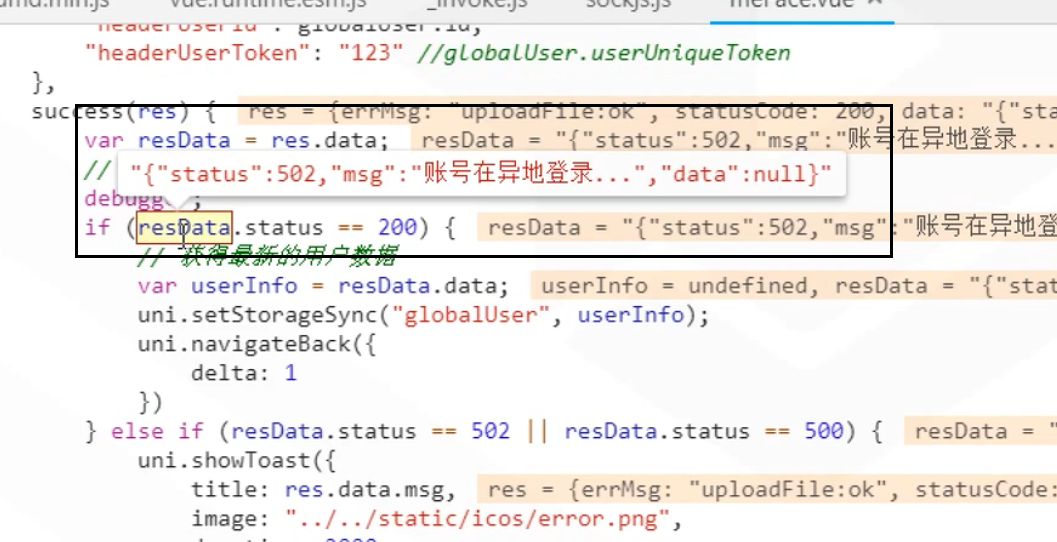 umd.min.js vue.runtime.esm.js _invoke.js sockjs.js meFace.vue ×
"headerUserId": globalUser.id,
"headerUserToken": "123" //globalUser.userUniqueToken
},
success(res) { res = {errMsg: "uploadFile:ok", statusCode: 200, data: "{"sta
var resData = res.data; resData = "{"status":502,"msg":"账号在异地登录...
// "{"status":502,"msg":"账号在异地登录...","data":null}"
debugg ;
if (resData.status == 200) { resData = "{"status":502,"msg":"账号在异地登
// 获得最新的用户数据
var userInfo = resData.data; userInfo = undefined, resData = "{"stat
uni.setStorageSync("globalUser", userInfo);
uni.navigateBack({
delta: 1
})
} else if (resData.status == 502 || resData.status == 500) { resData = "
uni.showToast({
title: res.data.msg, res = {errMsg: "uploadFile:ok", statusCode:
image: "../../static/icos/error.png",